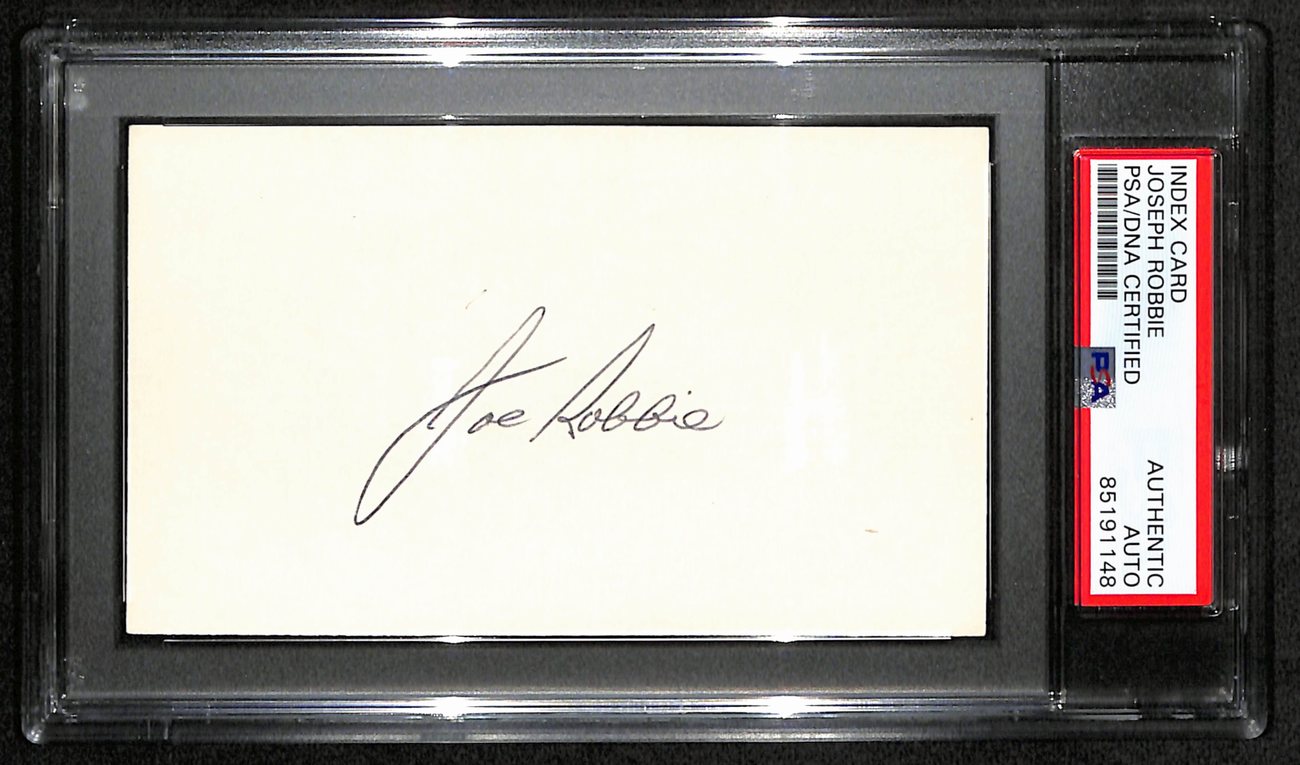 Joe Robbie
INDEX CARD
JOSEPH ROBBIE
PSA/DNA CERTIFIED
AUTHENTIC
AUTO
85191148
PSA